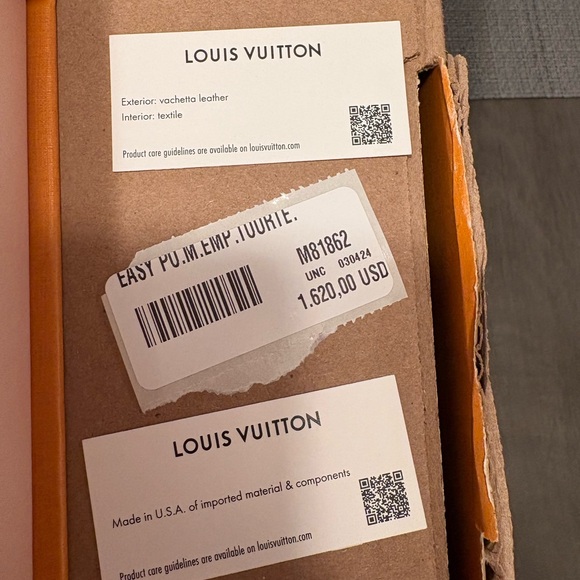 LOUIS VUITTON
Exterior: vachetta leather
Interior: textile
Product care guidelines are available on louisvuitton.com
EASY PO.M.EMP.TOURTE.
M81862
UNC 030424
1.620,00 USD
LOUIS VUITTON
Made in U.S.A. of imported material & components
Product care guidelines are available on louisvuitton.com